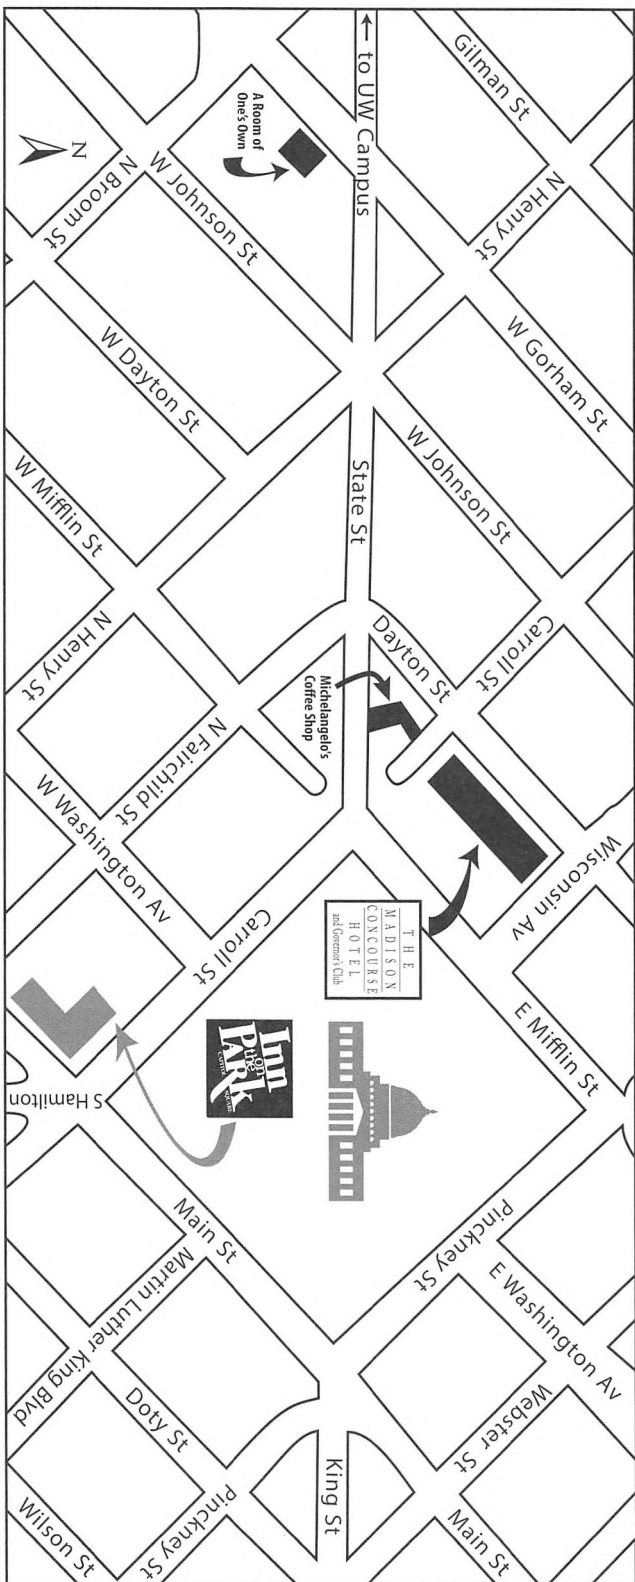 ← to UW Campus
Gilman St
N Henry St
W Gorham St
A Room of
One's Own
W Johnson St
N Broom St
N
W Dayton St
W Mifflin St
N Henry St
State St
W Johnson St
Carroll St
Dayton St
Michelangelo's
Coffee Shop
N Fairchild St
W Washington Av
Carroll St
Wisconsin Av
THE
MADISON
CONCOURSE
HOTEL
and Governor's Club
E Mifflin St
Inn
on
the
PARK
CAPITOL SQUARE
S Hamilton
Main St
Pinckney St
E Washington Av
Martin Luther King Blvd
Doty St
Webster St
King St
Main St
Pinckney St
Wilson St